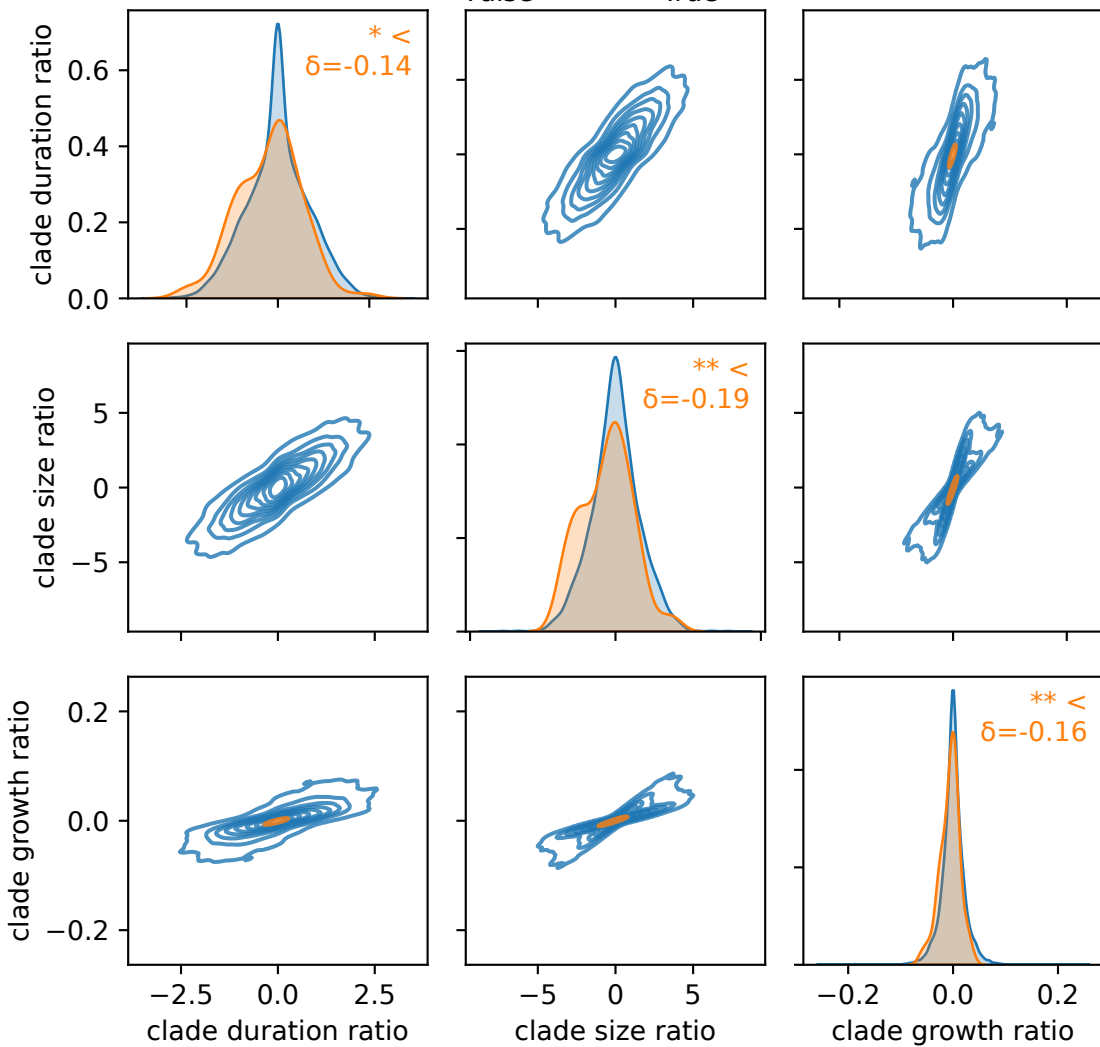 clade duration ratio
0.6
0.4
0.2
0.0
* <
δ=-0.14
clade size ratio
5
0
−5
** <
δ=-0.19
clade growth ratio
0.2
0.0
−0.2
** <
δ=-0.16
−2.5 0.0 2.5
−5 0 5
−0.2 0.0 0.2
clade duration ratio
clade size ratio
clade growth ratio